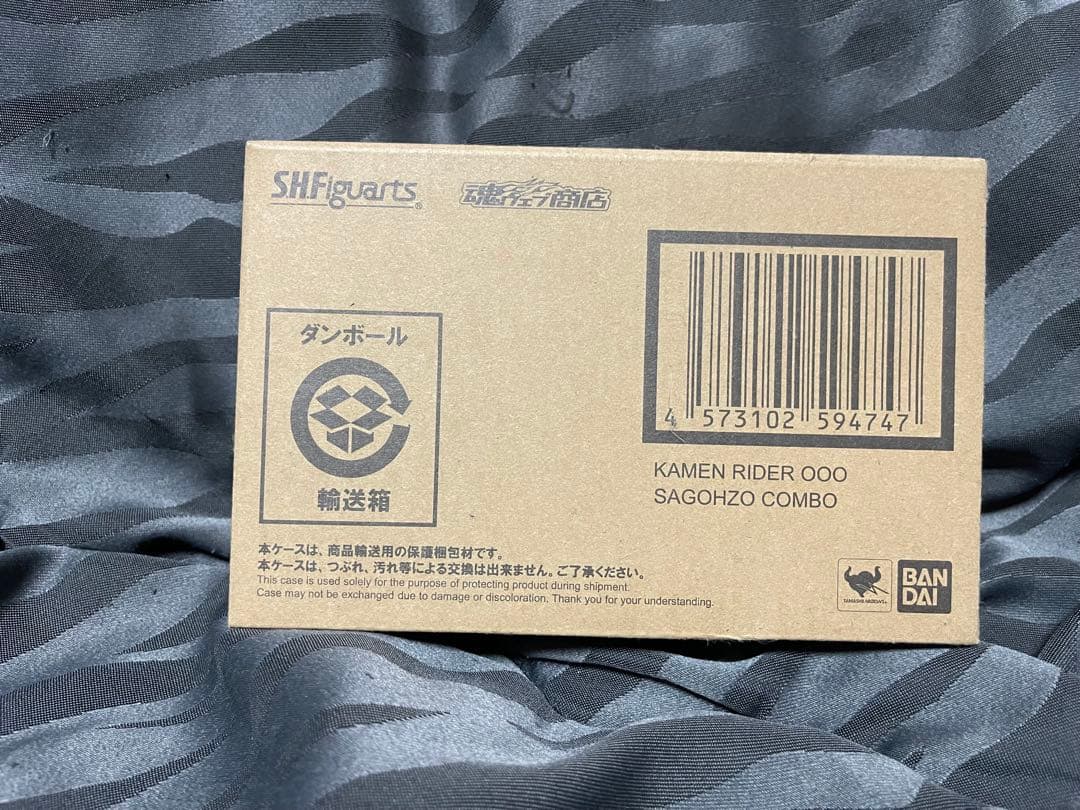 S.H.Figuarts®
魂ウェブ商店
ダンボール
輸送箱
4 573102 594747
KAMEN RIDER OOO
SAGOHZO COMBO
本ケースは、商品輸送用の保護梱包材です。
本ケースは、つぶれ、汚れ等による交換は出来ません。ご了承ください。
This case is used solely for the purpose of protecting product during shipment.
Case may not be exchanged due to damage or discoloration. Thank you for your understanding.
TAMASHII NATIONS
BAN
DAI